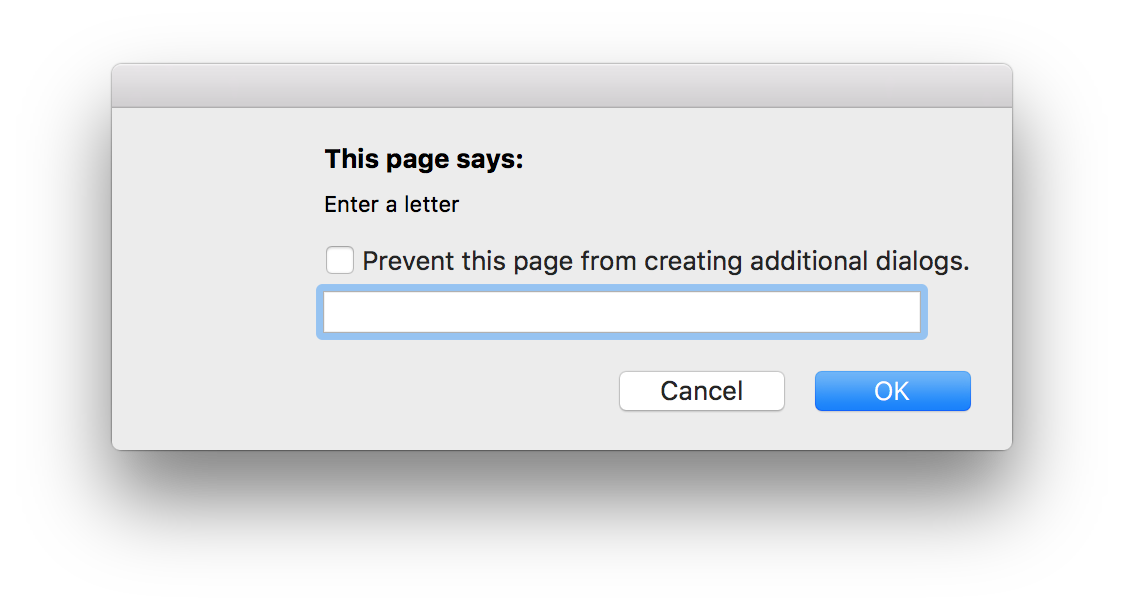 This page says:
Enter a letter
Prevent this page from creating additional dialogs.
Cancel
OK